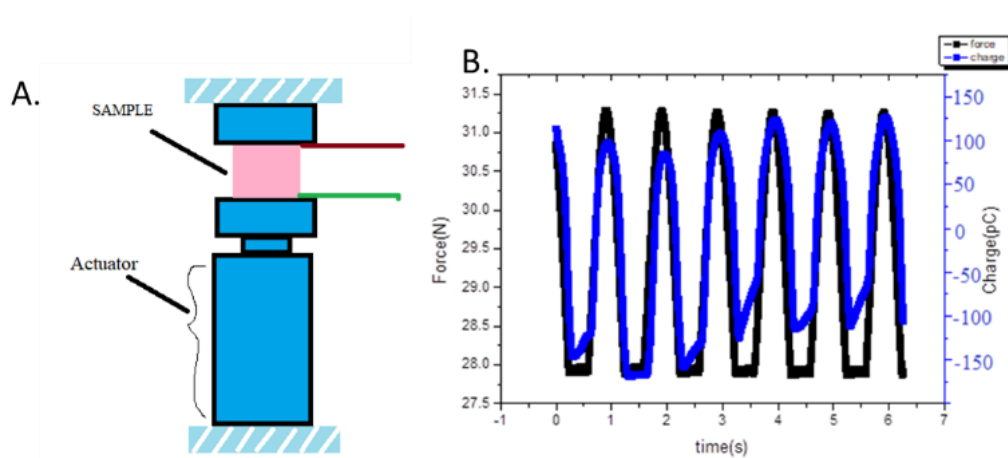 A.
SAMPLE
Actuator
B.
force
charge
31.5
31.0
30.5
30.0
29.5
29.0
28.5
28.0
27.5
Force(N)
150
100
50
0
-50
-100
-150
Charge(pC)
-1 0 1 2 3 4 5 6 7
time(s)